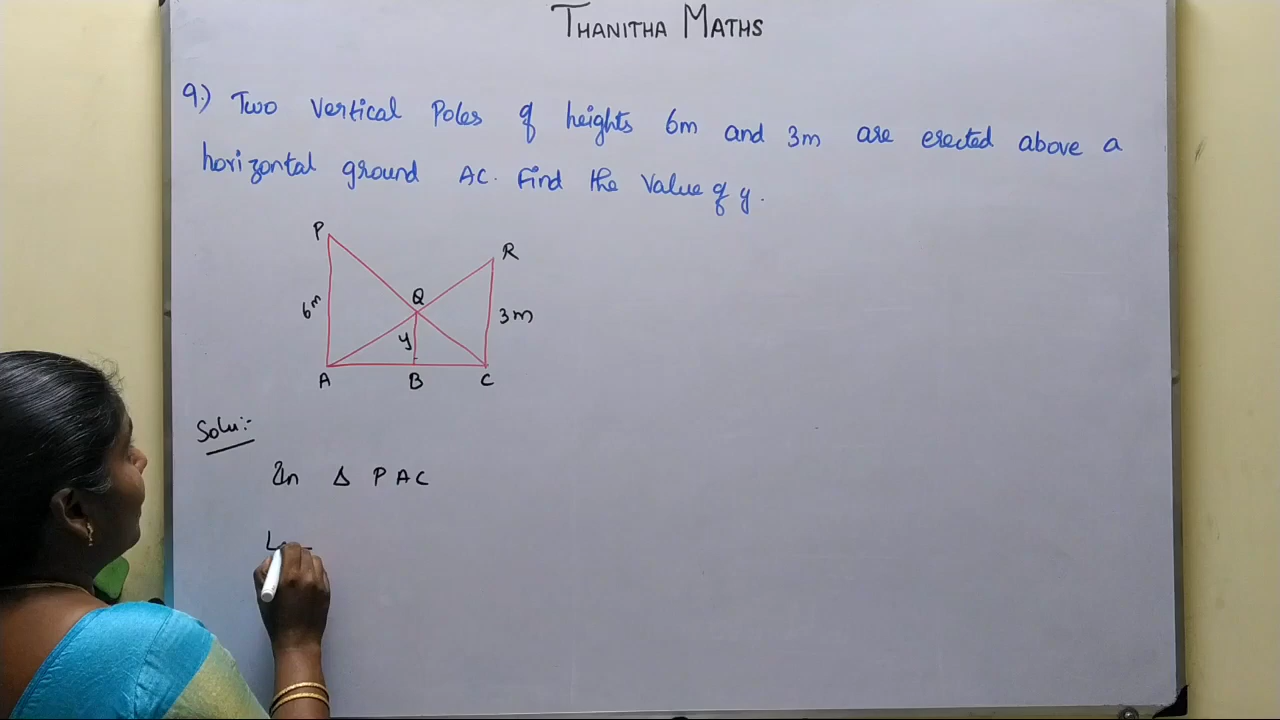 THANITHA MATHS
9:) Two Vertical Poles of heights 6m and 3m are erected above a
horizontal ground AC. Find the Value of y.
P
R
Q
6m
3m
y
A B C
Solu:-
In Δ PAC